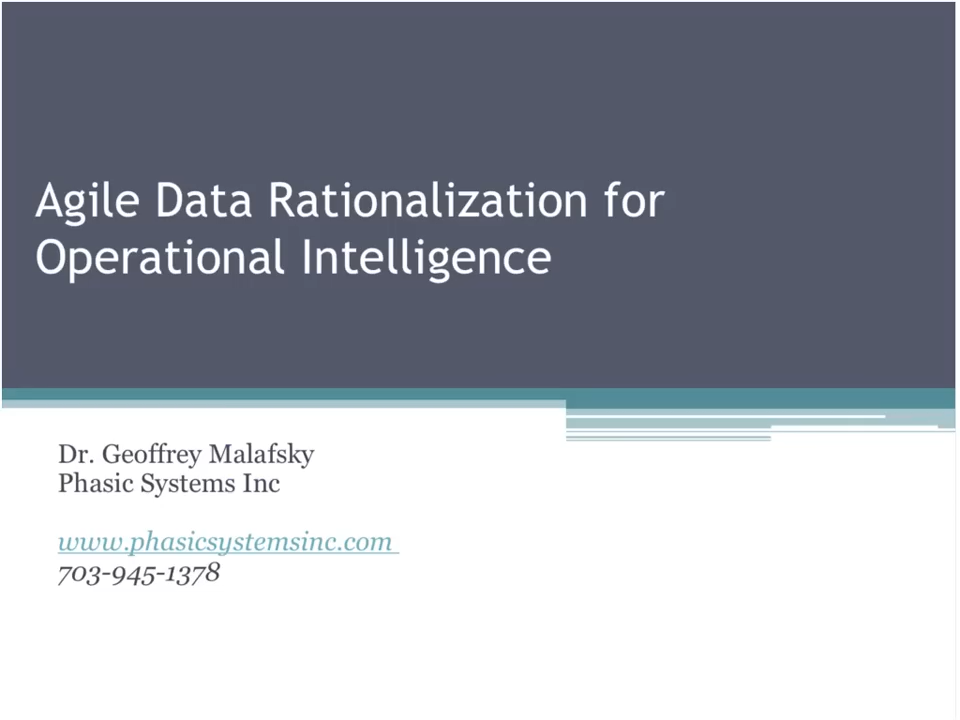 Agile Data Rationalization for
Operational Intelligence
Dr. Geoffrey Malafsky
Phasic Systems Inc
www.phasicsystemsinc.com
703-945-1378